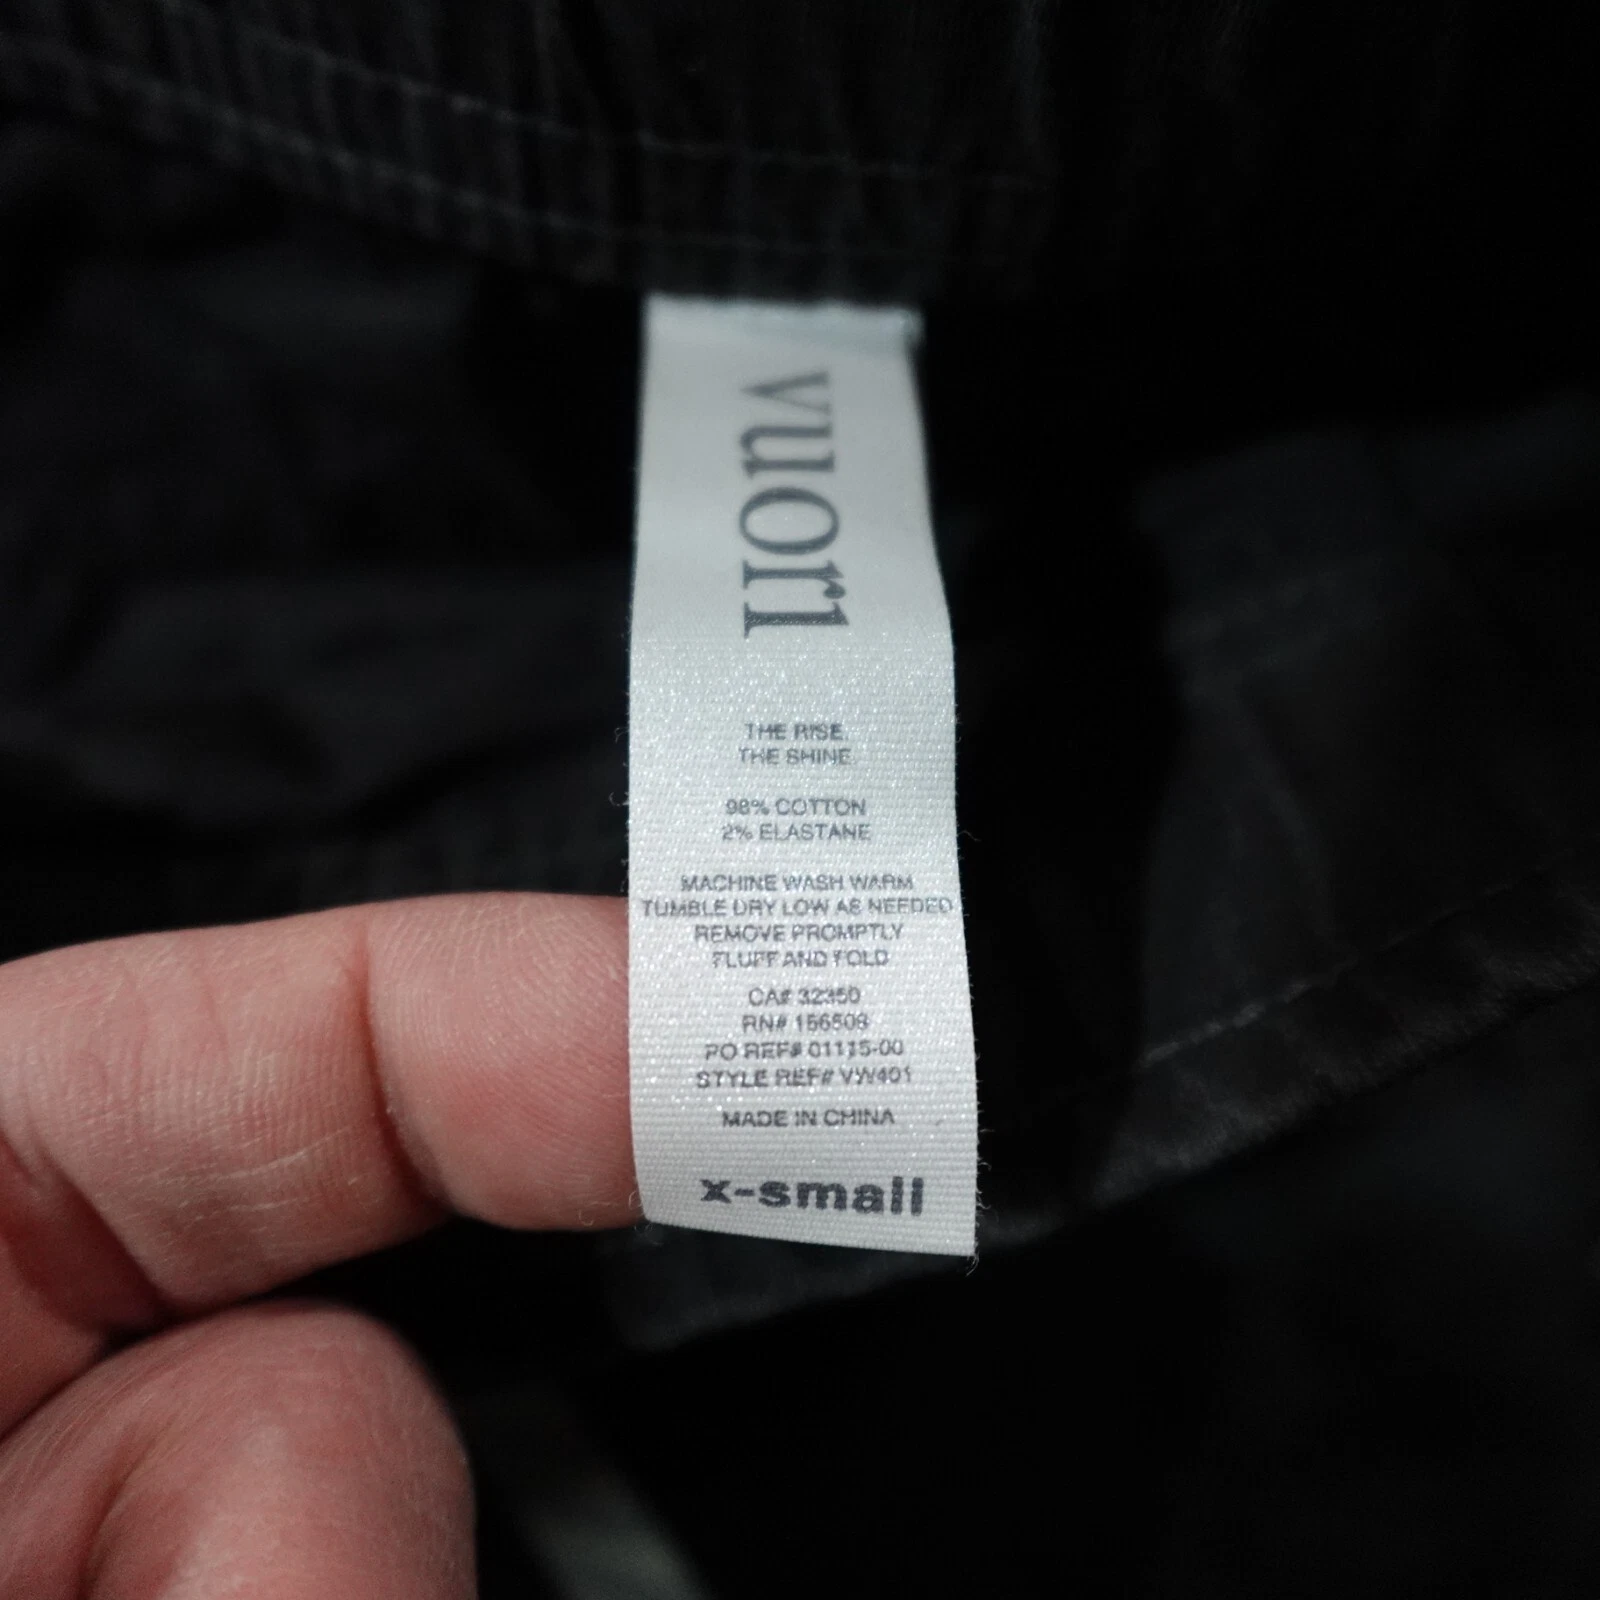 vuori
THE RISE.
THE SHINE.
98% COTTON
2% ELASTANE
MACHINE WASH WARM
TUMBLE DRY LOW AS NEEDED
REMOVE PROMPTLY
FLUFF AND FOLD
CA# 32350
RN# 156508
PO REF# 01115-00
STYLE REF# VW401
MADE IN CHINA
x-small